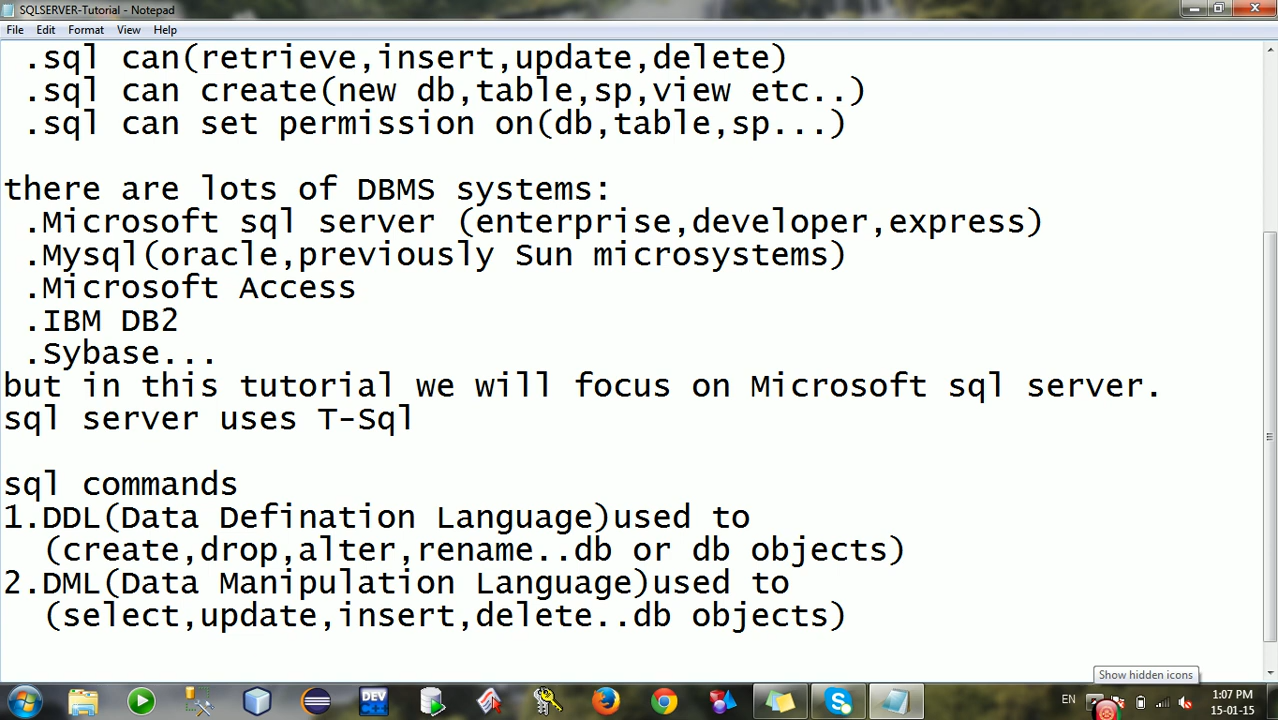 SQLSERVER-Tutorial - Notepad
File Edit Format View Help
.sql can(retrieve,insert,update,delete)
.sql can create(new db,table,sp,view etc..)
.sql can set permission on(db,table,sp...)
there are lots of DBMS systems:
.Microsoft sql server (enterprise,developer,express)
.Mysql(oracle,previously Sun microsystems)
.Microsoft Access
.IBM DB2
.Sybase...
but in this tutorial we will focus on Microsoft sql server.
sql server uses T-Sql
sql commands
1.DDL(Data Defination Language)used to
(create,drop,alter,rename..db or db objects)
2.DML(Data Manipulation Language)used to
(select,update,insert,delete..db objects)
Show hidden icons
DEV
EN
1:07 PM
15-01-15